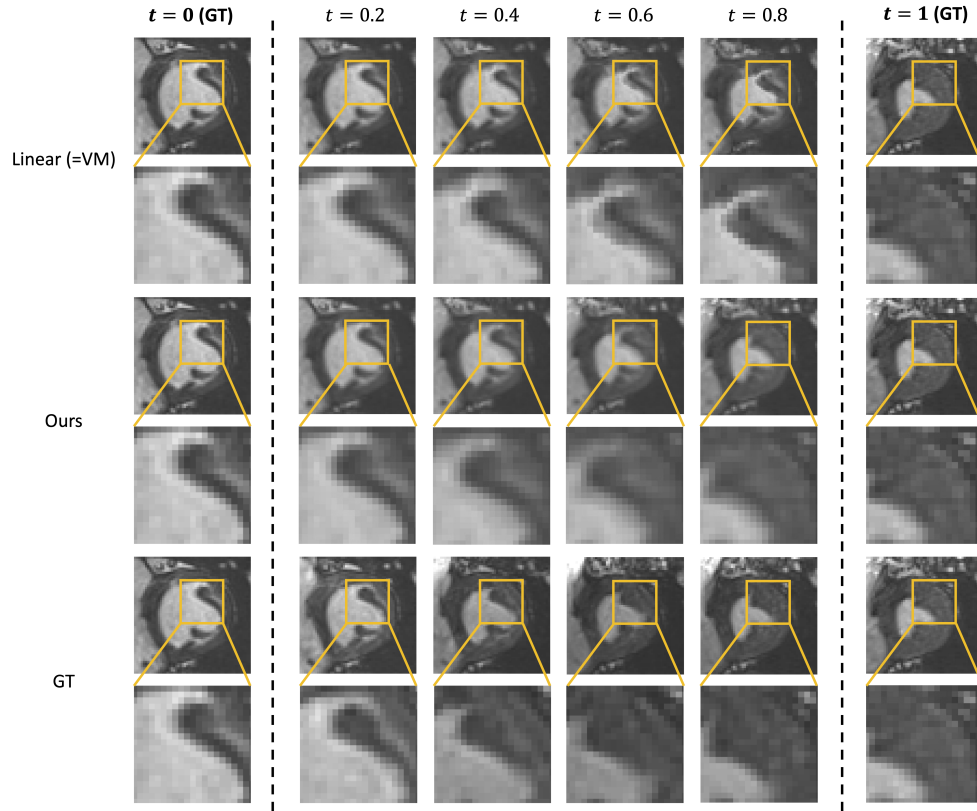 t = 0 (GT) t = 0.2 t = 0.4 t = 0.6 t = 0.8 t = 1 (GT)
Linear (=VM)
Ours
GT